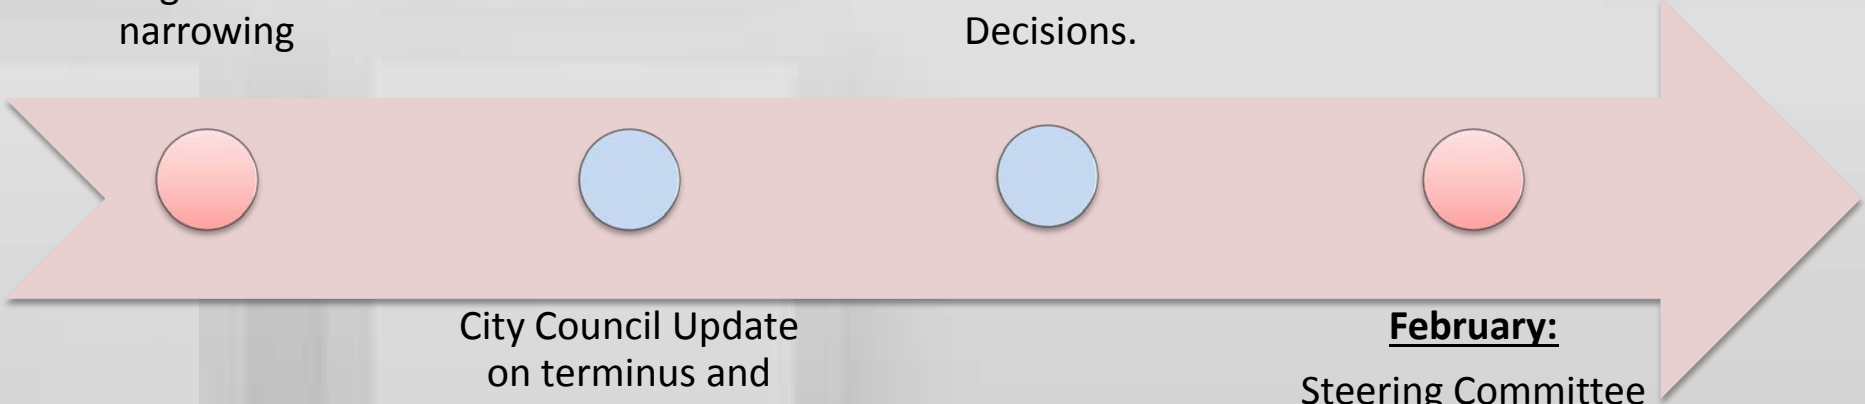 narrowing
Decisions.
City Council Update
on terminus and
February:
Steering Committee